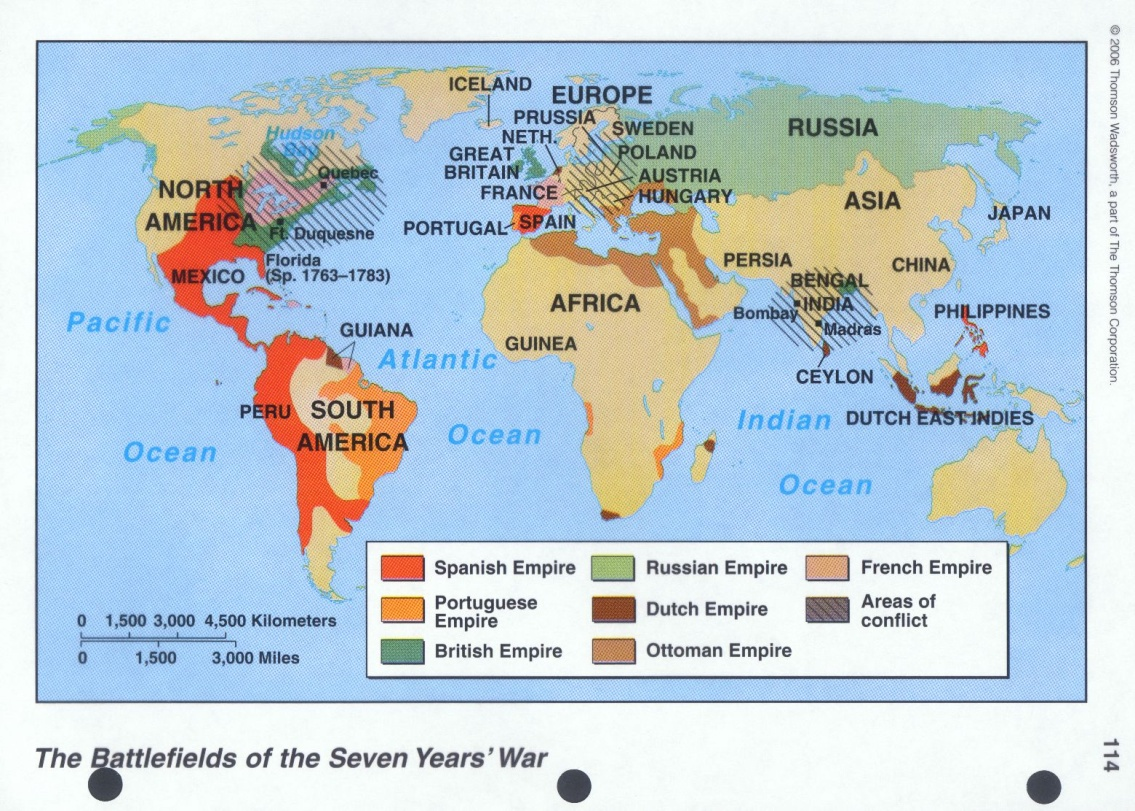 © 2006 Thomson Wadsworth, a part of The Thomson Corporation.
ICELAND
EUROPE
PRUSSIA
SWEDEN
NETH.
GREAT
BRITAIN
POLAND
AUSTRIA
FRANCE
HUNGARY
RUSSIA
Hudson
Bay
Quebec
NORTH
AMERICA
Ft. Duquesne
PORTUGAL
SPAIN
ASIA
JAPAN
Florida
(Sp. 1763–1783)
MEXICO
PERSIA
CHINA
BENGAL
INDIA
Bombay
Madras
AFRICA
PHILIPPINES
Pacific
GUIANA
GUINEA
Atlantic
CEYLON
PERU
SOUTH
AMERICA
Indian
DUTCH EAST INDIES
Ocean
Ocean
Ocean
Spanish Empire
Russian Empire
French Empire
Portuguese
Empire
Dutch Empire
Areas of
conflict
British Empire
Ottoman Empire
0 1,500 3,000 4,500 Kilometers
0 1,500 3,000 Miles
The Battlefields of the Seven Years' War
114